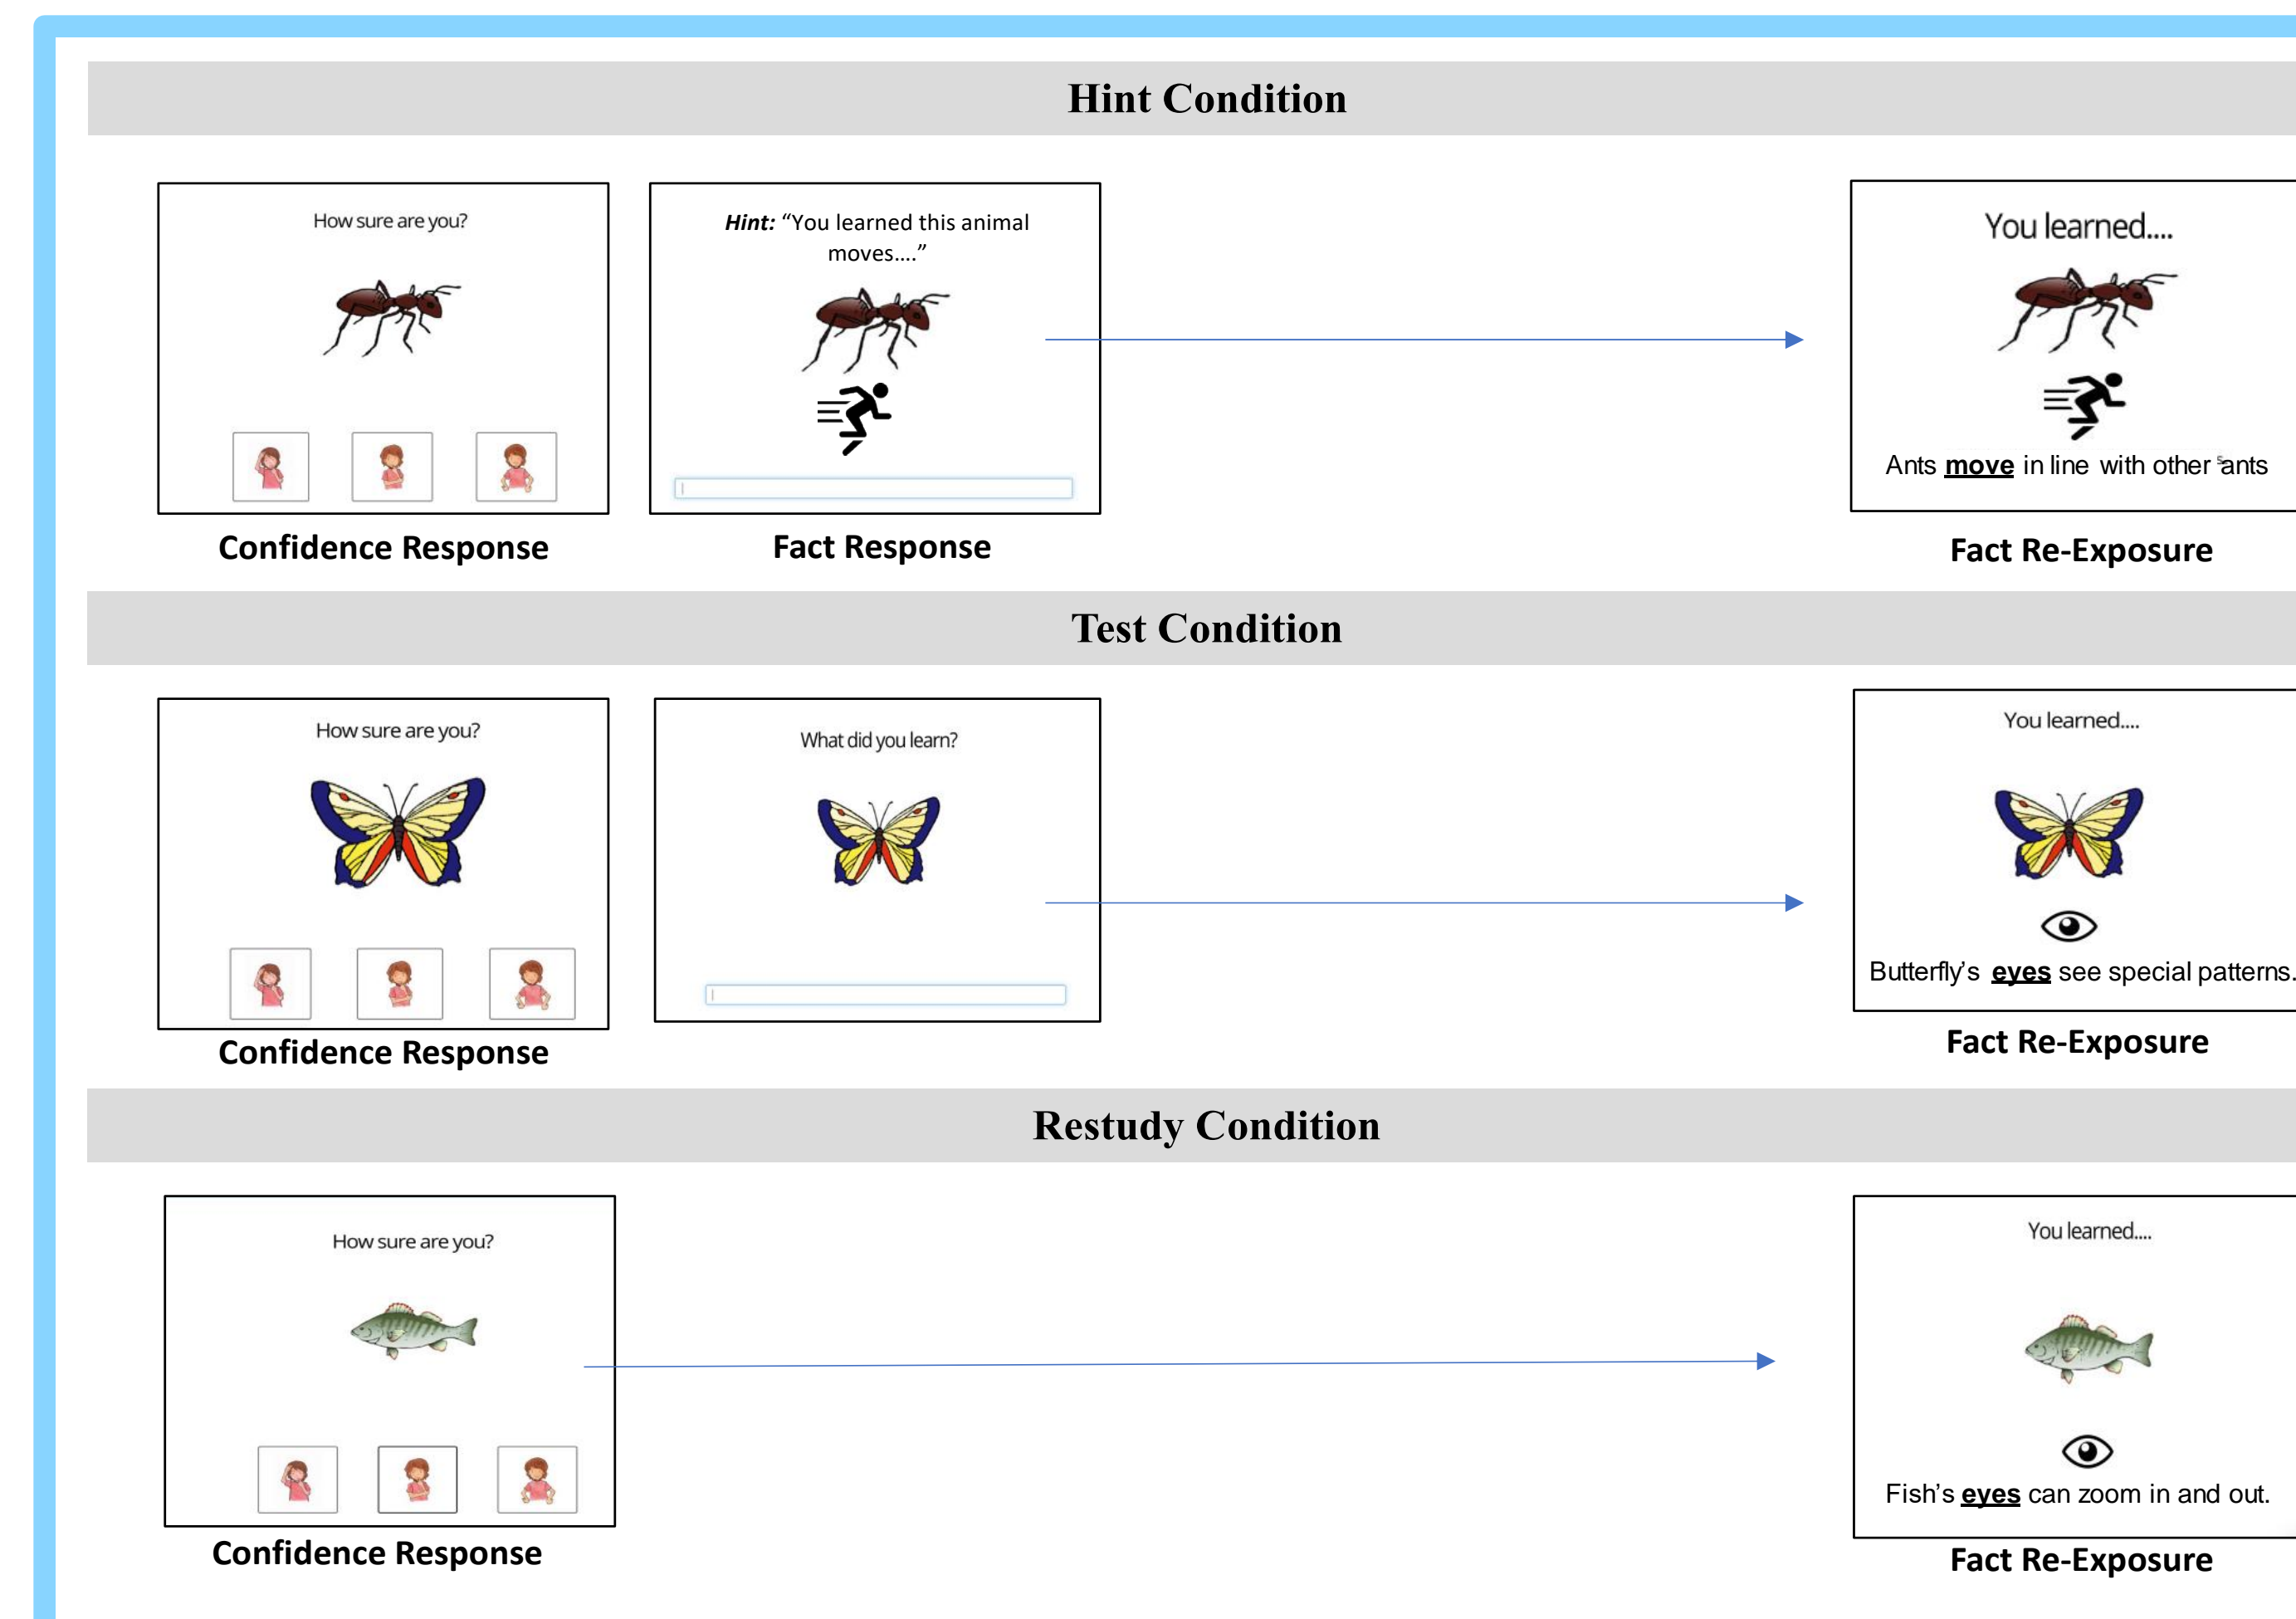 Hint Condition
How sure are you?
Hint: “You learned this animal
moves....”
You learned....
Ants move in line with other ants
s
Confidence Response
Fact Response
Fact Re-Exposure
Test Condition
How sure are you?
What did you learn?
You learned....
Butterfly’s eyes see special patterns.
Confidence Response
Fact Re-Exposure
Restudy Condition
How sure are you?
You learned....
Fish’s eyes can zoom in and out.
Confidence Response
Fact Re-Exposure